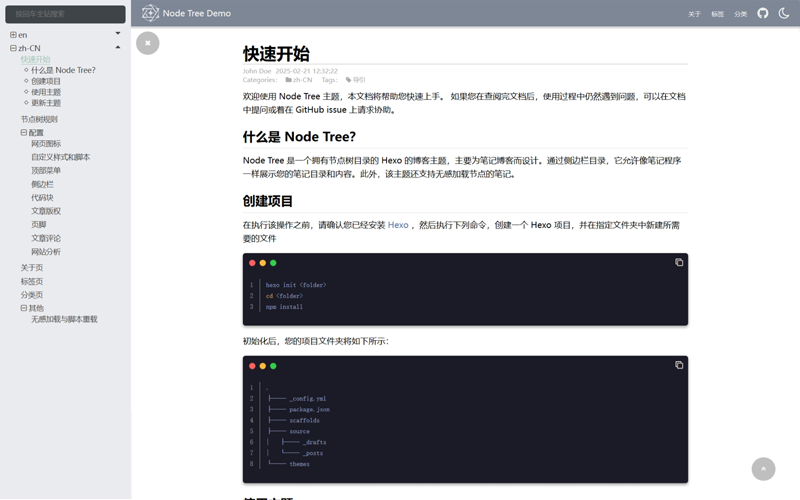 按回车全站搜索
Node Tree Demo
关于
标签
分类
en
zh-CN
快速开始
什么是 Node Tree?
创建项目
使用主题
更新主题
节点树规则
配置
网页图标
自定义样式和脚本
顶部菜单
侧边栏
代码块
文章版权
页脚
文章评论
网站分析
关于页
标签页
分类页
其他
无感加载与脚本重载
快速开始
John Doe 2025-02-21 12:32:22
Categories: zh-CN Tags: 导引
欢迎使用 Node Tree 主题，本文档将帮助您快速上手。 如果您在查阅完文档后，使用过程中仍然遇到问题，可以在文档
中提问或着在 GitHub issue 上请求协助。
什么是 Node Tree?
Node Tree 是一个拥有节点树目录的 Hexo 的博客主题，主要为笔记博客而设计。通过侧边栏目录，它允许像笔记程序
一样展示您的笔记目录和内容。此外，该主题还支持无感加载节点的笔记。
创建项目
在执行该操作之前，请确认您已经安装 Hexo ，然后执行下列命令，创建一个 Hexo 项目，并在指定文件夹中新建所需
要的文件
1 hexo init <folder>
2 cd <folder>
3 npm install
初始化后，您的项目文件夹将如下所示：
1 .
2 ├── _config.yml
3 ├── package.json
4 ├── scaffolds
5 ├── source
6 │ ├── _drafts
7 │ └── _posts
8 └── themes
使用主题